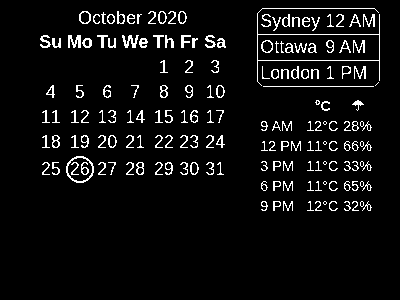 October 2020
Su Mo Tu We Th Fr Sa
1 2 3
4 5 6 7 8 9 10
11 12 13 14 15 16 17
18 19 20 21 22 23 24
25 26 27 28 29 30 31
Sydney 12 AM
Ottawa 9 AM
London 1 PM
°C
9 AM 12°C 28%
12 PM 11°C 66%
3 PM 11°C 33%
6 PM 11°C 65%
9 PM 12°C 32%